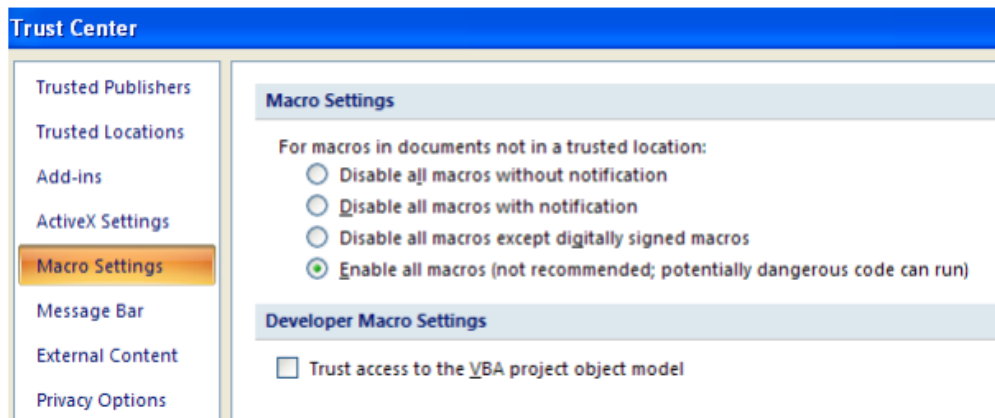 Trust Center
Trusted Publishers
Trusted Locations
Add-ins
ActiveX Settings
Macro Settings
Message Bar
External Content
Privacy Options
Macro Settings
For macros in documents not in a trusted location:
Disable all macros without notification
Disable all macros with notification
Disable all macros except digitally signed macros
Enable all macros (not recommended; potentially dangerous code can run)
Developer Macro Settings
Trust access to the VBA project object model